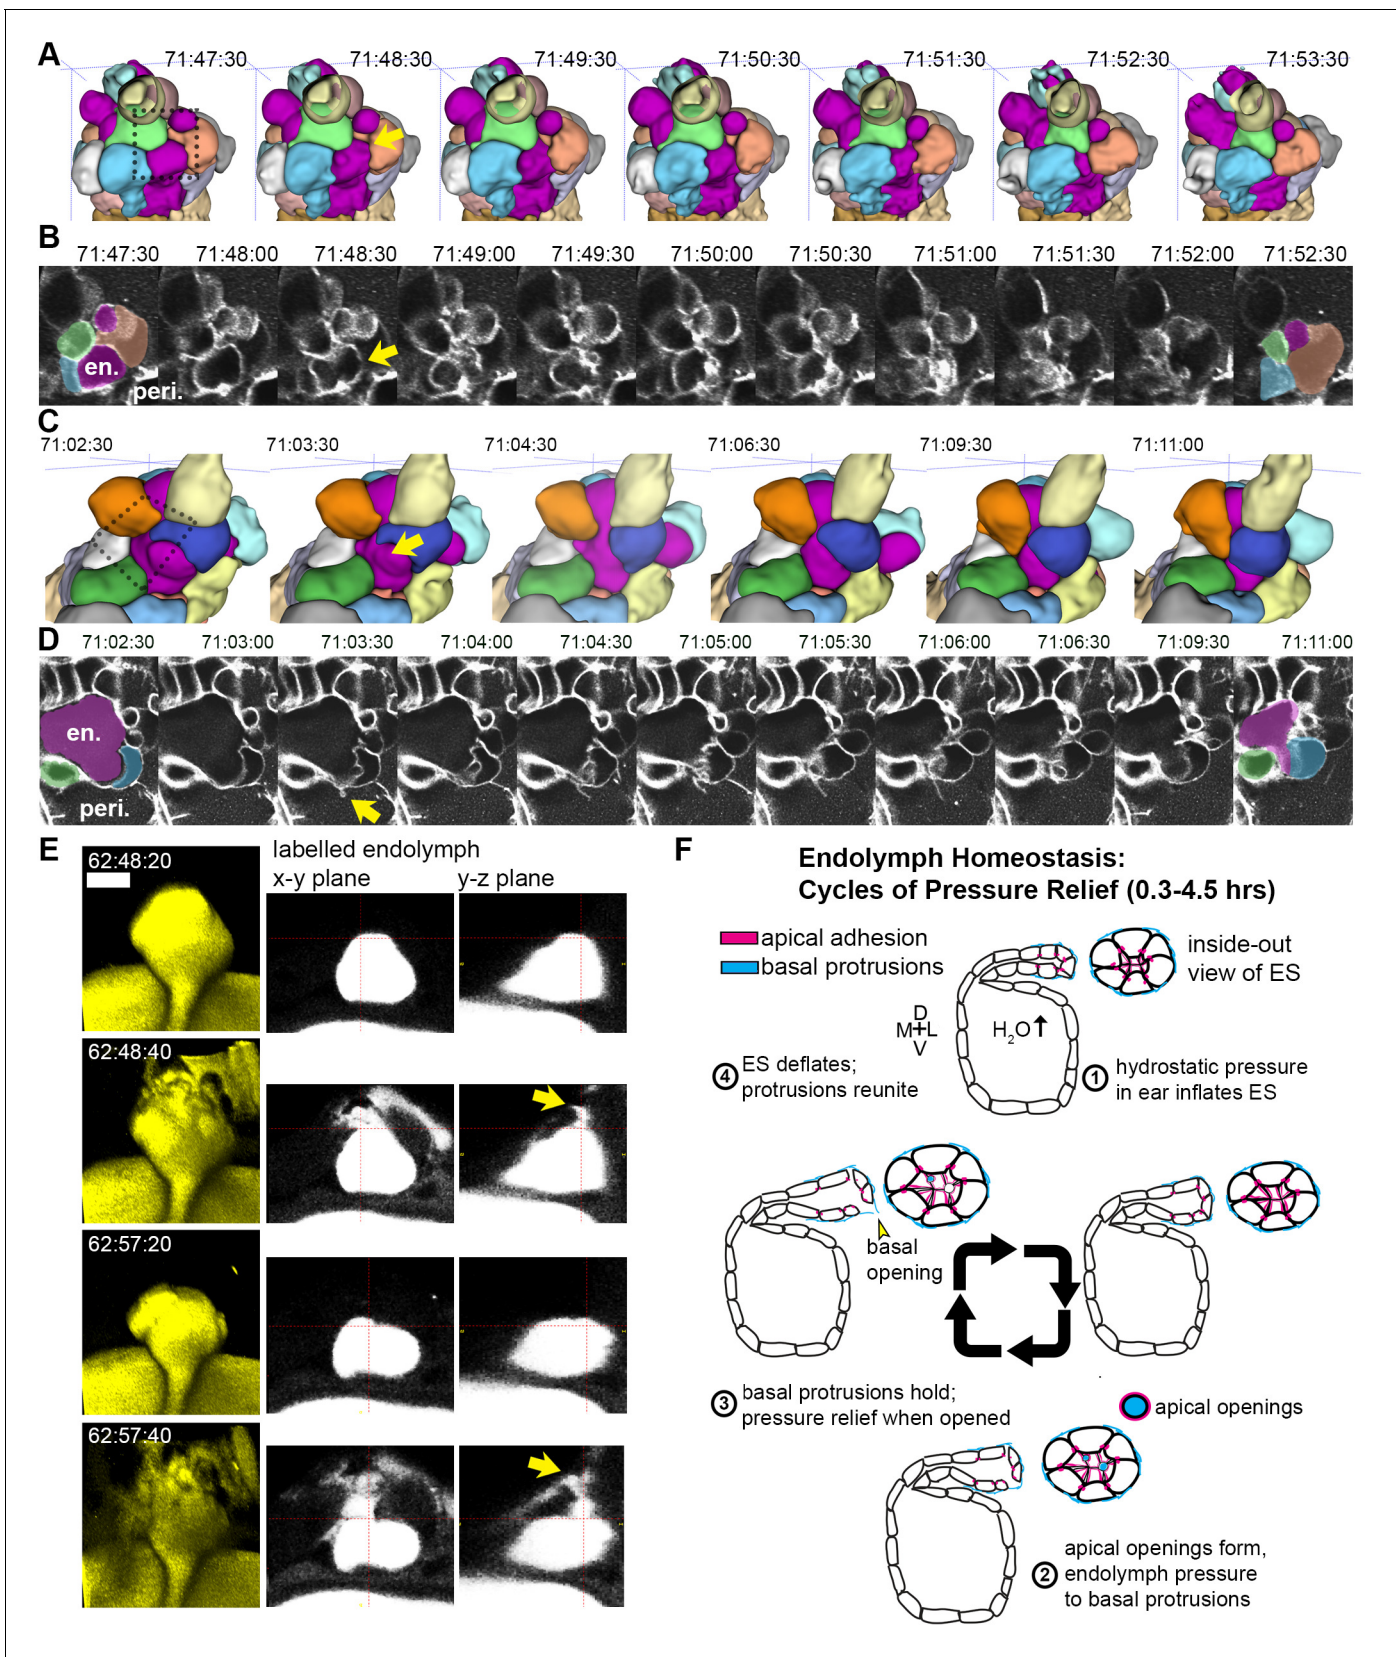 A
71:47:30 71:48:30 71:49:30 71:50:30 71:51:30 71:52:30 71:53:30
B
71:47:30 71:48:00 71:48:30 71:49:00 71:49:30 71:50:00 71:50:30 71:51:00 71:51:30 71:52:00 71:52:30
en.
peri.
C
71:02:30 71:03:30 71:04:30 71:06:30 71:09:30 71:11:00
D
71:02:30 71:03:00 71:03:30 71:04:00 71:04:30 71:05:00 71:05:30 71:06:00 71:06:30 71:09:30 71:11:00
en.
peri.
E
62:48:20
labelled endolymph
x-y plane y-z plane
62:48:40
62:57:20
62:57:40
F
Endolymph Homeostasis:
Cycles of Pressure Relief (0.3-4.5 hrs)
apical adhesion
basal protrusions
inside-out
view of ES
D
M+L
V
H2O
4 ES deflates;
protrusions reunite
1 hydrostatic pressure
in ear inflates ES
basal
opening
3 basal protrusions hold;
pressure relief when opened
apical openings
2 apical openings form,
endolymph pressure
to basal protrusions